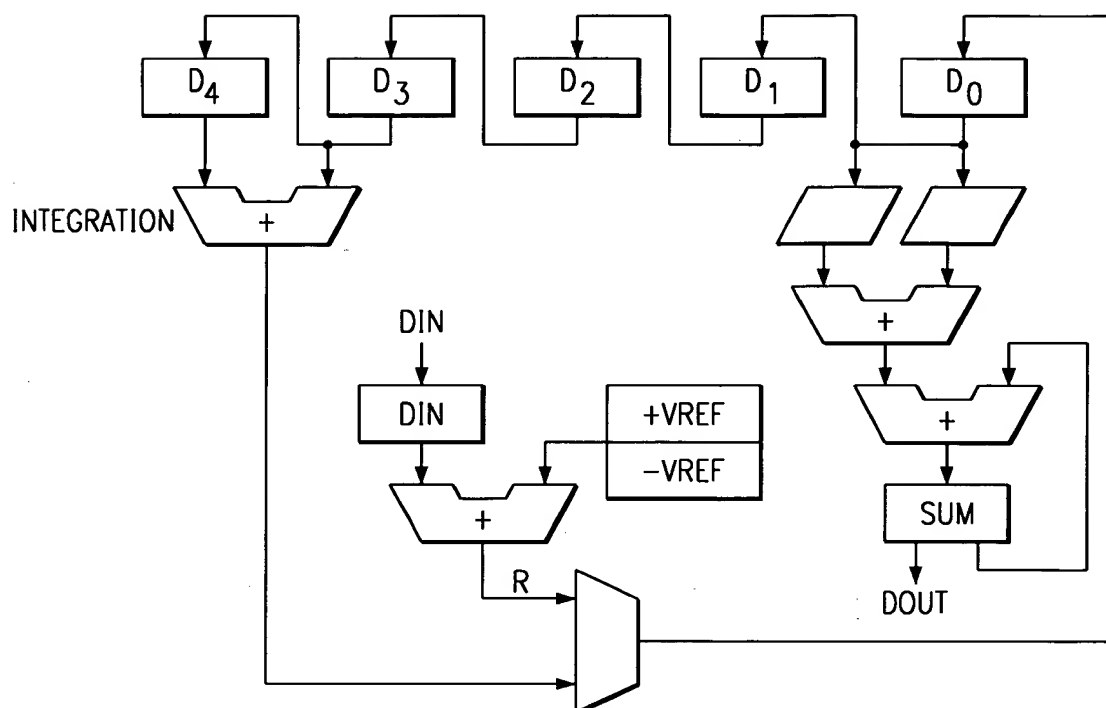 D4 D3 D2 D1 D0
INTEGRATION +
+
DIN
+
DIN +VREF
-VREF
+
SUM
R
DOUT